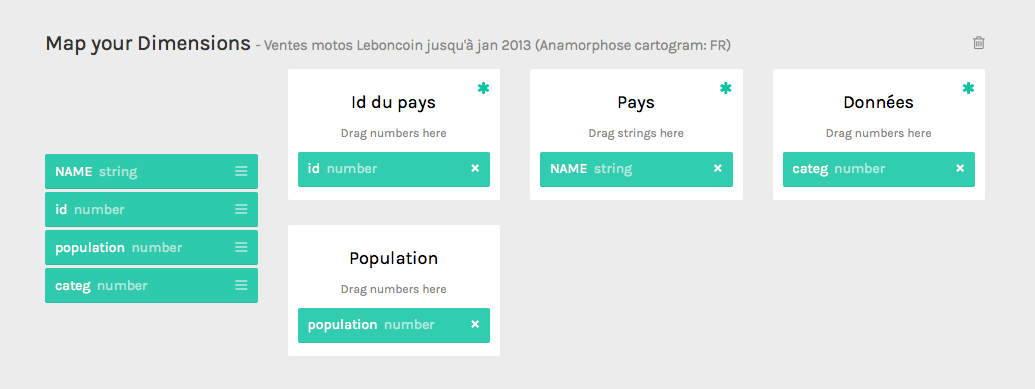 Map your Dimensions - Ventes motos Leboncoin jusqu'à jan 2013 (Anamorphose cartogram: FR)
NAME string
id number
population number
categ number
Id du pays
Drag numbers here
id number
Pays
Drag strings here
NAME string
Données
Drag numbers here
categ number
Population
Drag numbers here
population number